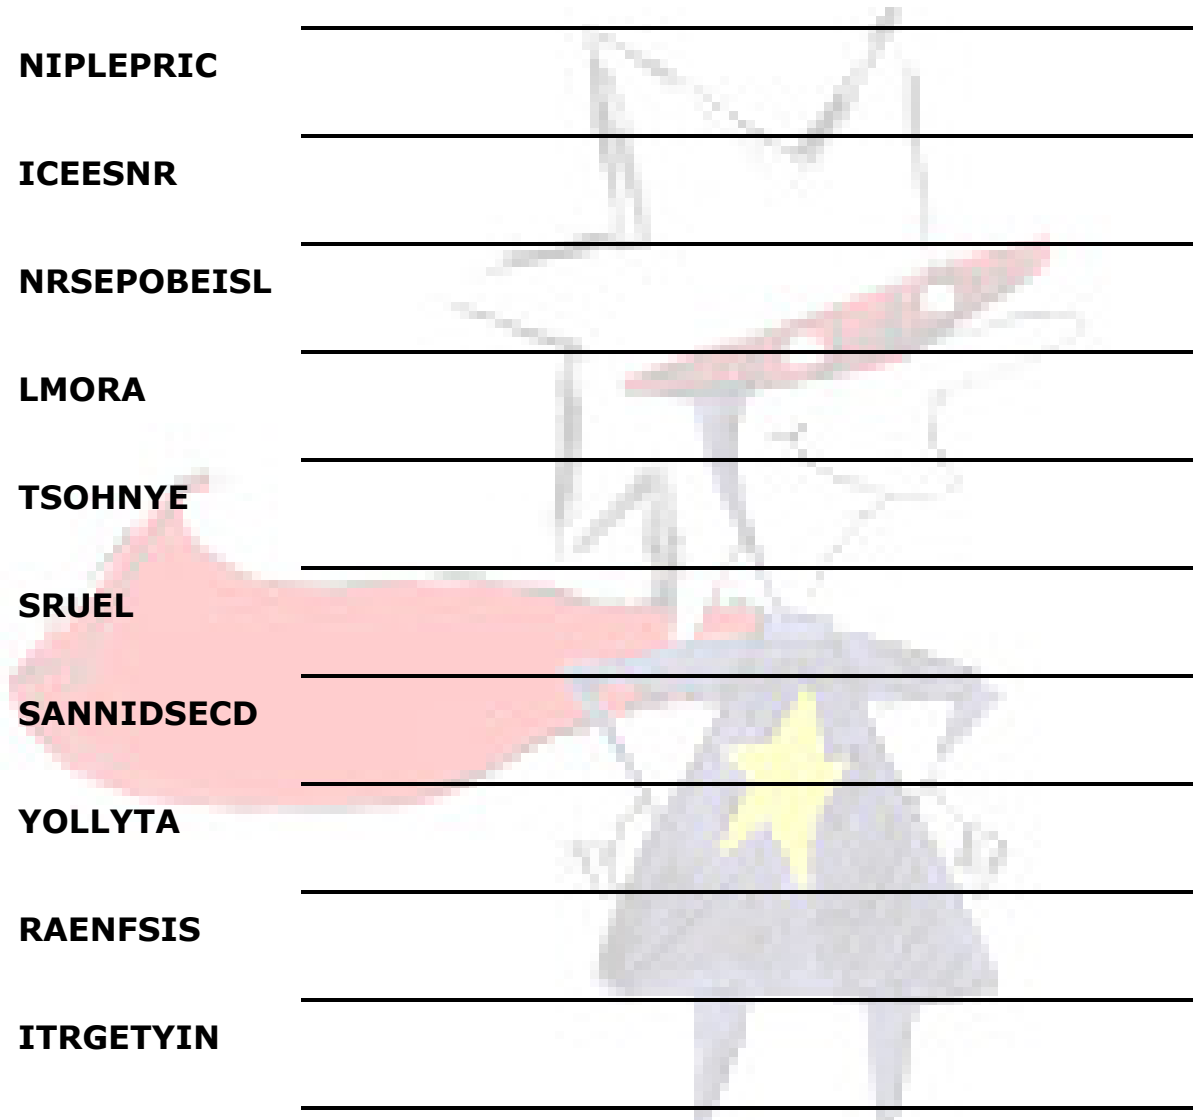 NIPLEPRIC
ICEESNR
NRSEPOBEISL
LMORA
TSOHNYE
SRUEL
SANNIDSECD
YOLLYTA
RAENFSIS
ITRGETYIN